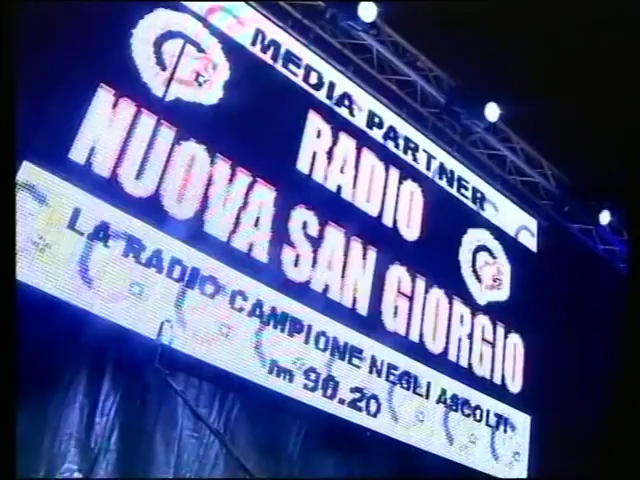 MEDIA PARTNER
RADIO
NUOVA SAN GIORGIO
LA RADIO CAMPIONE NEGLI ASCOLTI
fm 90.20